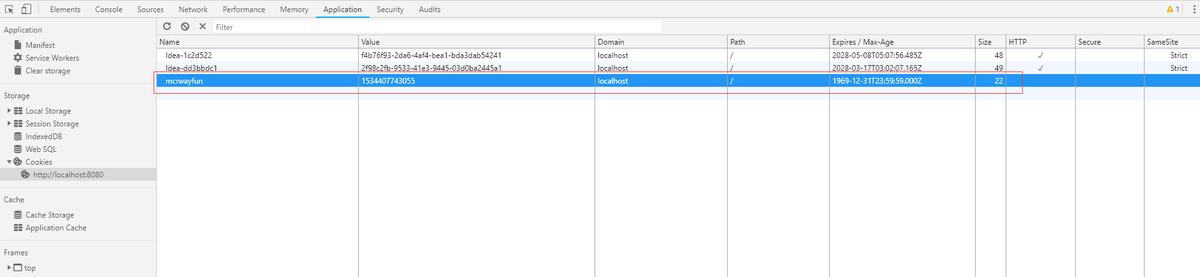 Elements Console Sources Network Performance Memory Application Security Audits 1
Application
Manifest
Service Workers
Clear storage
Storage
Local Storage
Session Storage
IndexedDB
Web SQL
Cookies
http://localhost:8080
Cache
Cache Storage
Application Cache
Frames
top
Filter
Name Value Domain Path Expires / Max-Age Size HTTP Secure SameSite
Idea-1c2d522 f4b76f93-2da6-4af4-bea1-bda3dab54241 localhost / 2028-05-08T05:07:56.485Z 48 ✓ Strict
Idea-dd3bbdc1 2f98c2fb-9533-41e3-9445-03d0ba2445a1 localhost / 2028-03-17T03:02:07.165Z 49 ✓ Strict
mcrwayfun 1534407743055 localhost / 1969-12-31T23:59:59.000Z 22